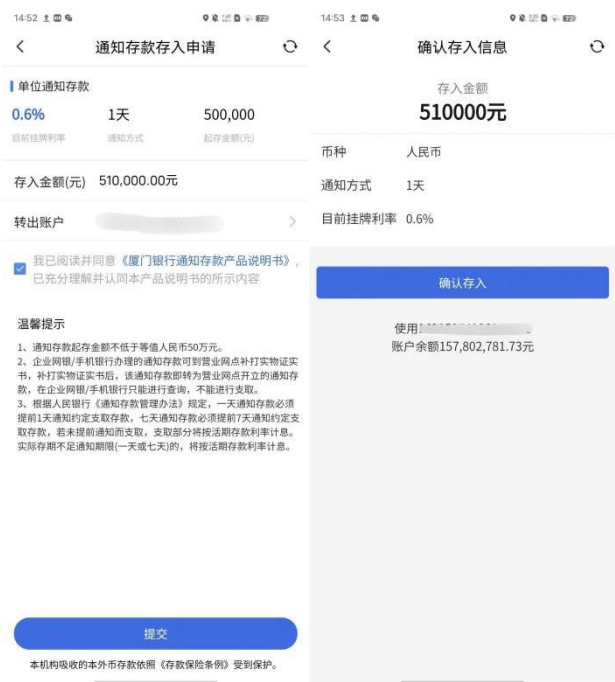 14:52
通知存款存入申请
单位通知存款
0.6%
1天
500,000
目前挂牌利率
通知方式
起存金额(元)
存入金额(元) 510,000.00元
转出账户
我已阅读并同意《厦门银行通知存款产品说明书》,
已充分理解并认同本产品说明书的所示内容
温馨提示
1、通知存款起存金额不低于等值人民币50万元。
2、企业网银/手机银行办理的通知存款可到营业网点补打实物证实
书，补打实物证实书后，该通知存款即转为营业网点开立的通知存
款，在企业网银/手机银行只能进行查询，不能进行支取。
3、根据人民银行《通知存款管理办法》规定，一天通知存款必须
提前1天通知约定支取存款，七天通知存款必须提前7天通知约定支
取存款，若未提前通知而支取，支取部分将按活期存款利率计息。
实际存期不足通知期限(一天或七天)的，将按活期存款利率计息。
提交
本机构吸收的本外币存款依照《存款保险条例》受到保护。
14:53
确认存入信息
存入金额
510000元
币种 人民币
通知方式 1天
目前挂牌利率 0.6%
确认存入
使用
账户余额157,802,781.73元